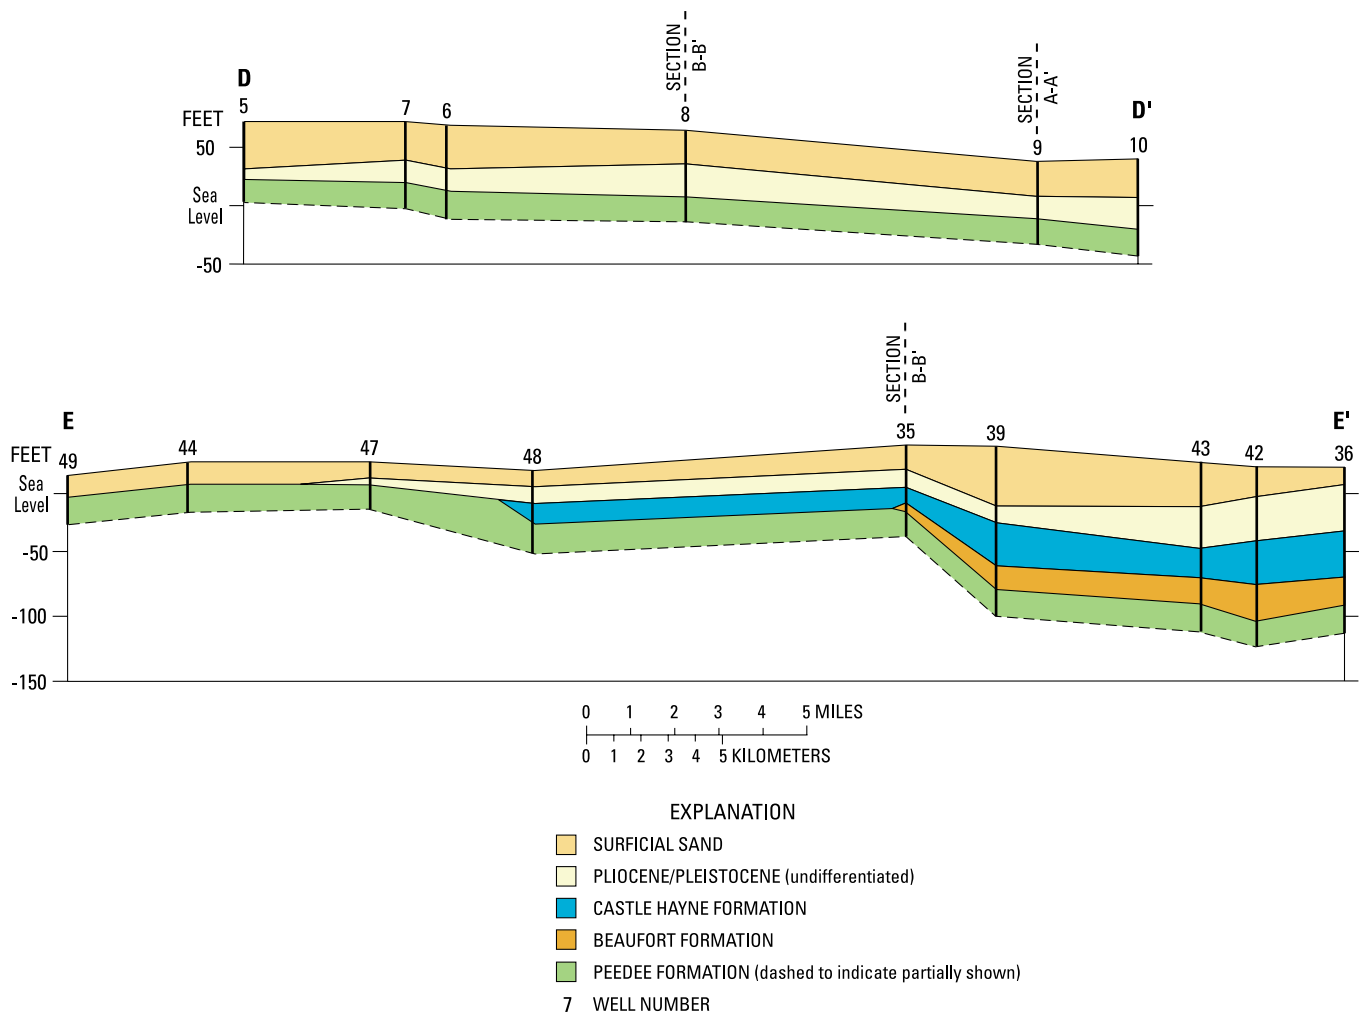 SECTION
B-B'
SECTION
A-A'
D
D'
5
7
6
8
9
10
FEET
50
Sea
Level
-50
SECTION
B-B'
E
E'
FEET
49
44
47
48
35
39
43
42
36
Sea
Level
-50
-100
-150
0 1 2 3 4 5 MILES
0 1 2 3 4 5 KILOMETERS
EXPLANATION
SURFICIAL SAND
PLIOCENE/PLEISTOCENE (undifferentiated)
CASTLE HAYNE FORMATION
BEAUFORT FORMATION
PEEDEE FORMATION (dashed to indicate partially shown)
7 WELL NUMBER